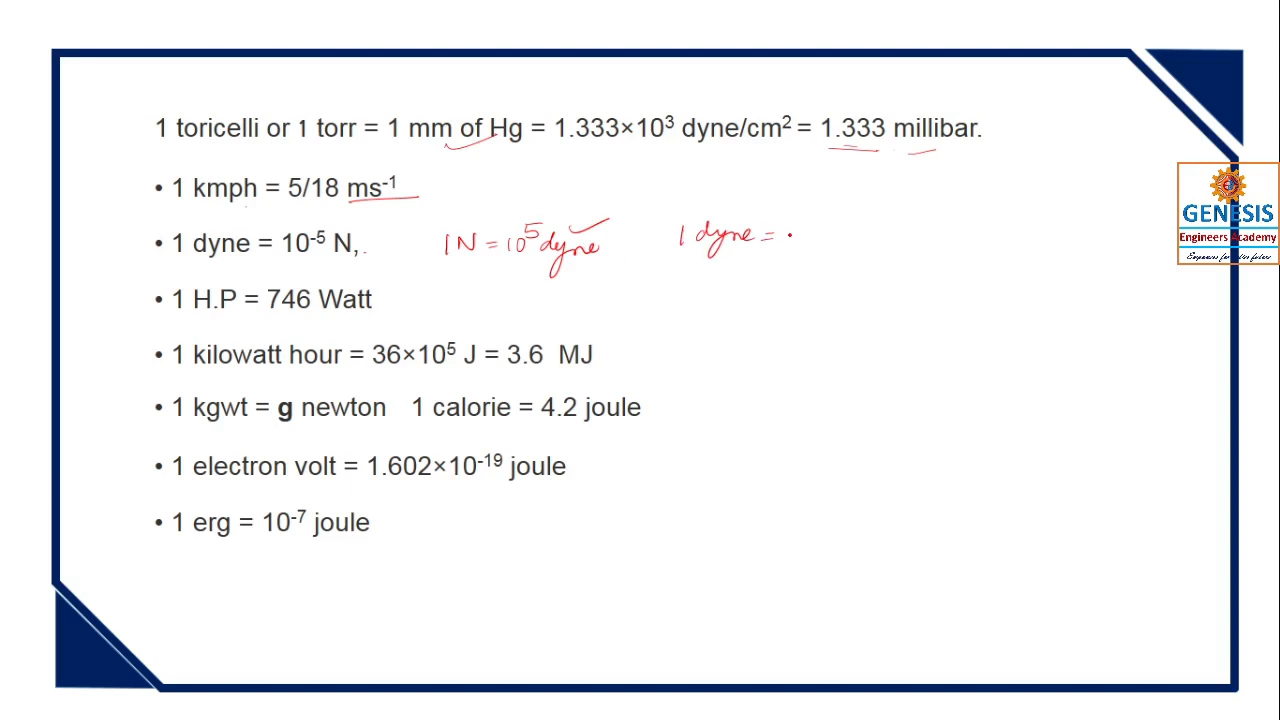 1 toricelli or 1 torr = 1 mm of Hg = 1.333×10³ dyne/cm² = 1.333 millibar.
• 1 kmph = 5/18 ms⁻¹
• 1 dyne = 10⁻⁵ N, 1 N = 10⁵ dyne 1 dyne =
• 1 H.P = 746 Watt
• 1 kilowatt hour = 36×10⁵ J = 3.6 MJ
• 1 kgwt = g newton 1 calorie = 4.2 joule
• 1 electron volt = 1.602×10⁻¹⁹ joule
• 1 erg = 10⁻⁷ joule
GENESIS
Engineers Academy